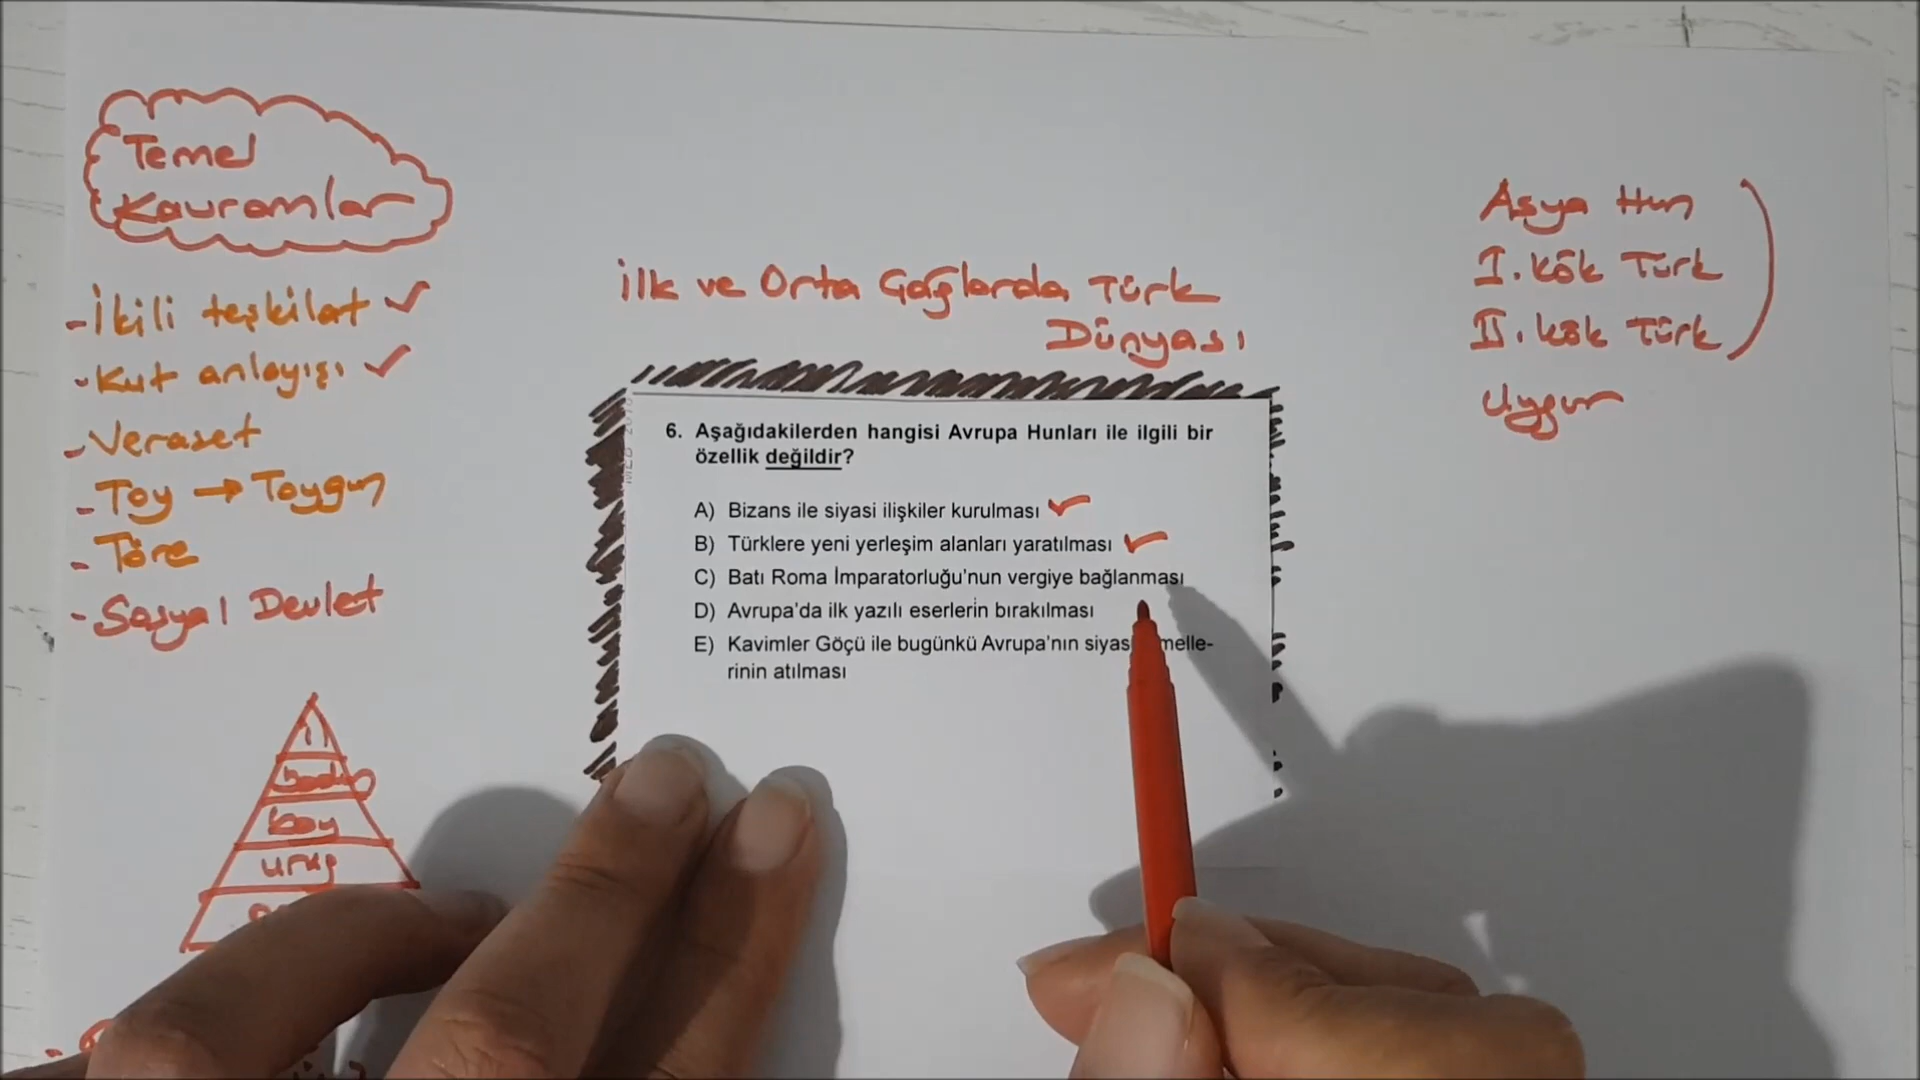 Temel
Kavramlar
- İkili teşkilat ✓
- Kut anlayışı ✓
- Veraset
- Toy → Toygun
- Töre
- Sosyal Devlet
il
boy
uruş
İlk ve Orta Çağlarda Türk
Dünyası
6. Aşağıdakilerden hangisi Avrupa Hunları ile ilgili bir
özellik değildir?
A) Bizans ile siyasi ilişkiler kurulması ✓
B) Türklere yeni yerleşim alanları yaratılması ✓
C) Batı Roma İmparatorluğu'nun vergiye bağlanması
D) Avrupa'da ilk yazılı eserlerin bırakılması
E) Kavimler Göçü ile bugünkü Avrupa'nın
rinin atılması
Asya Hun
I. Kök Türk
II. Kök Türk
Uygur